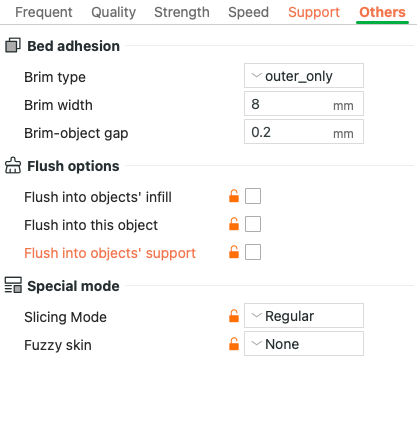 Frequent Quality Strength Speed Support Others
Bed adhesion
Brim type outer_only
Brim width 8 mm
Brim-object gap 0.2 mm
Flush options
Flush into objects' infill
Flush into this object
Flush into objects' support
Special mode
Slicing Mode Regular
Fuzzy skin None